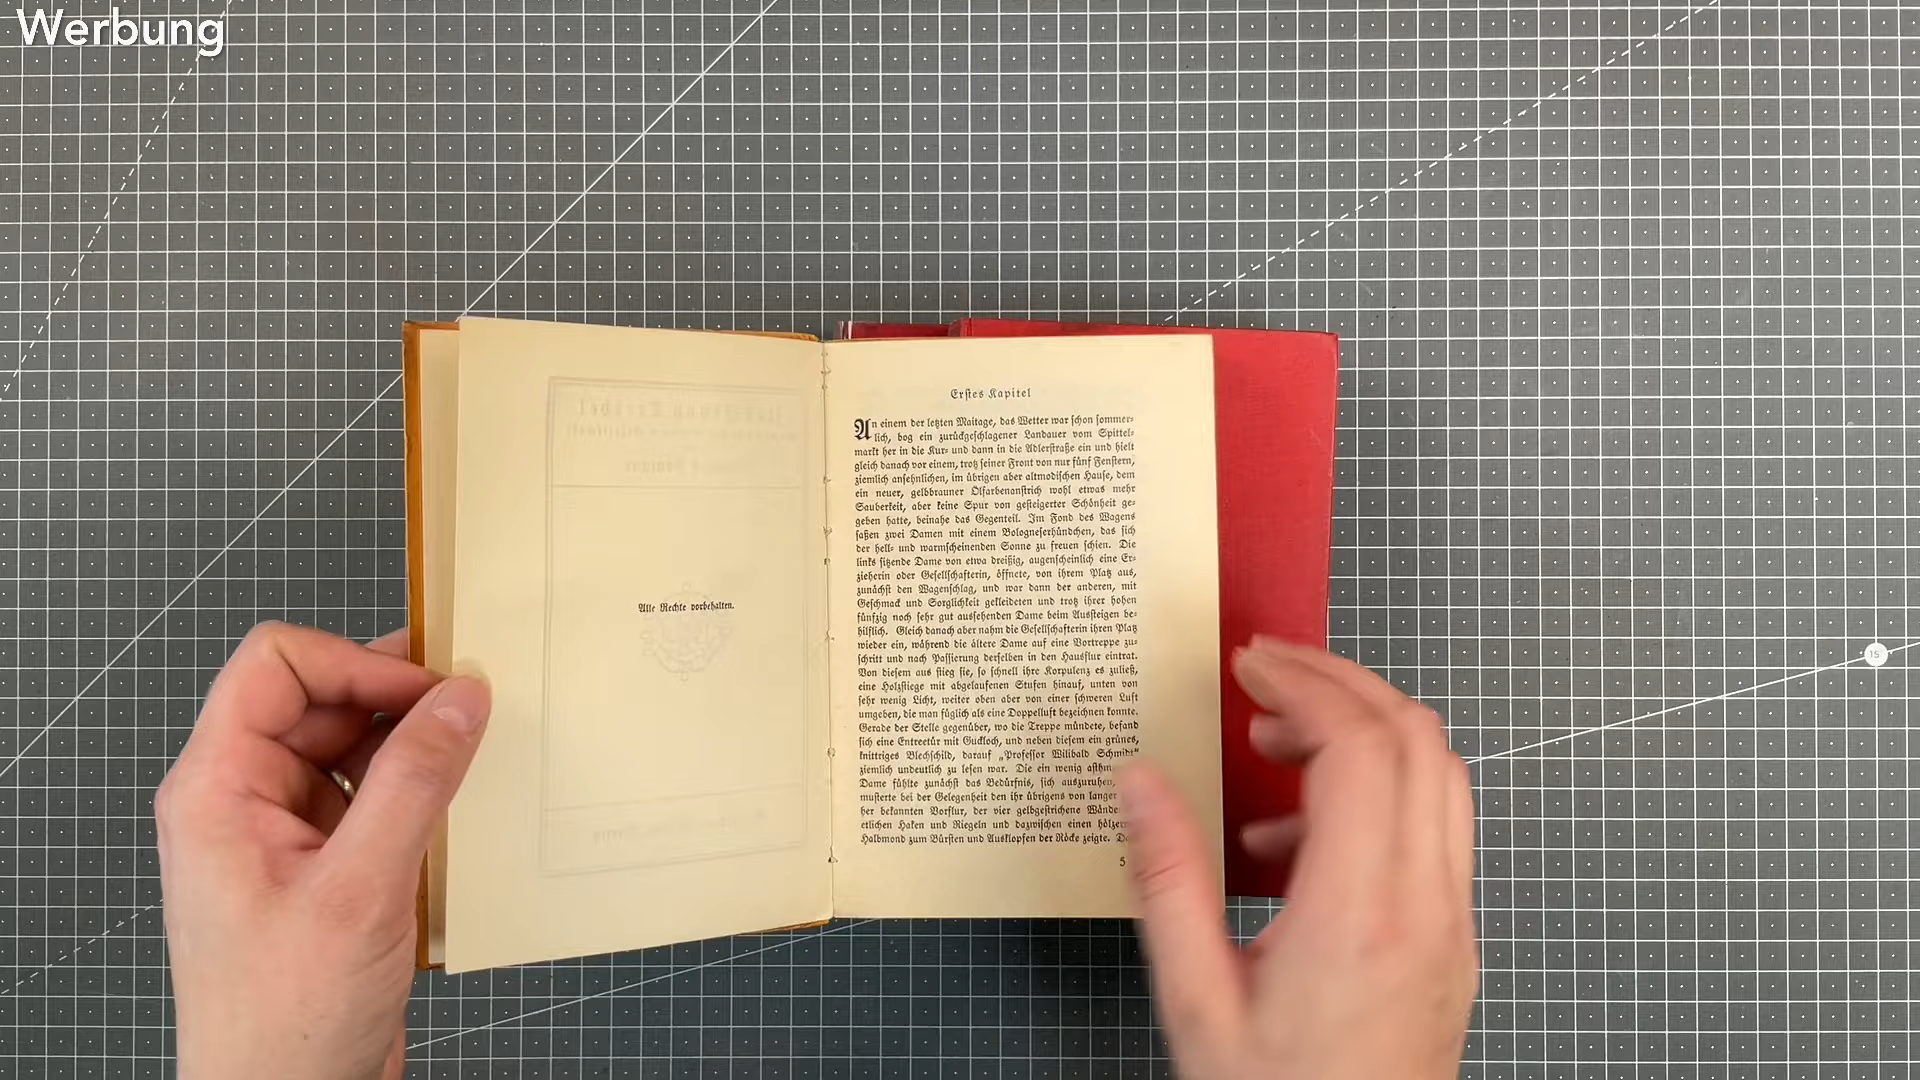 Werbung
Alle Rechte vorbehalten.
Erstes Kapitel
An einem der letzten Maitage, das Wetter war schon sommer-
lich, bog ein zurückgeschlagener Landauer vom Spittel-
markt her in die Kur- und dann in die Adlerstraße ein und hielt
gleich danach vor einem, trotz seiner Front von nur fünf Fenstern,
ziemlich ansehnlichen, im übrigen aber altmodischen Hause, dem
ein neuer, gelbbrauner Ölfarbenanstrich wohl etwas mehr
Sauberkeit, aber keine Spur von gesteigerter Schönheit ge-
geben hatte, beinahe das Gegenteil. Im Fond des Wagens
saßen zwei Damen mit einem Bologneserhündchen, das sich
der hell- und warmscheinenden Sonne zu freuen schien. Die
links sitzende Dame von etwa dreißig, augenscheinlich eine Er-
zieherin oder Gesellschafterin, öffnete, von ihrem Platz aus,
zunächst den Wagenschlag, und war dann der anderen, mit
Geschmack und Sorglichkeit gekleideten und trotz ihrer hohen
fünfzig noch sehr gut aussehenden Dame beim Aussteigen be-
hilflich. Gleich danach aber nahm die Gesellschafterin ihren Platz
wieder ein, während die ältere Dame auf eine Vortreppe zu-
schritt und nach Passierung derselben in den Hausflur eintrat.
Von diesem aus stieg sie, so schnell ihre Korpulenz es zuließ,
eine Holzstiege mit abgelaufenen Stufen hinauf, unten von
sehr wenig Licht, weiter oben aber von einer schweren Luft
umgeben, die man füglich als eine Doppelluft bezeichnen konnte.
Gerade der Stelle gegenüber, wo die Treppe mündete, befand
sich eine Entreetür mit Guckloch, und neben diesem ein grünes,
knittriges Blechschild, darauf „Professor Wilibald Schmidt“
ziemlich undeutlich zu lesen war. Die ein wenig asthm
Dame fühlte zunächst das Bedürfnis, sich auszuruhen,
musterte bei der Gelegenheit den ihr übrigens von langer
her bekannten Vorflur, der vier gelbgestrichene Wände
etlichen Haken und Riegeln und dazwischen einen hölzer
Halbmond zum Bürsten und Ausklopfen der Röcke zeigte.
5
15°